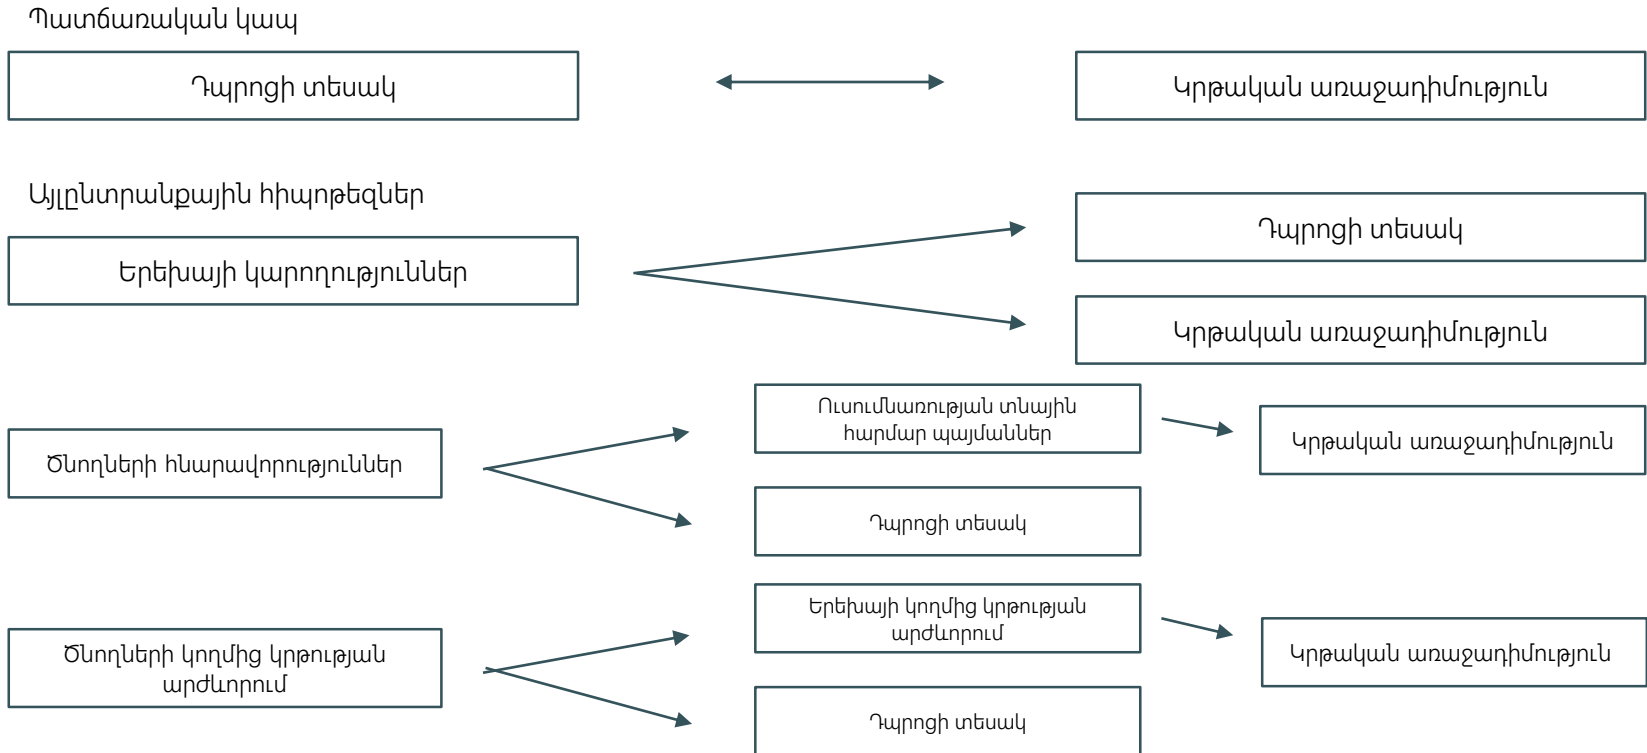 Պատճառական կապ
Դպրոցի տեսակ
Կրթական առաջադիմություն
Այլընտրանքային հիպոթեզներ
Երեխայի կարողություններ
Դպրոցի տեսակ
Կրթական առաջադիմություն
Ծնողների հնարավորություններ
Ուսումնառության տնային
հարմար պայմաններ
Դպրոցի տեսակ
Կրթական առաջադիմություն
Ծնողների կողմից կրթության
արժևորում
Երեխայի կողմից կրթության
արժևորում
Դպրոցի տեսակ
Կրթական առաջադիմություն